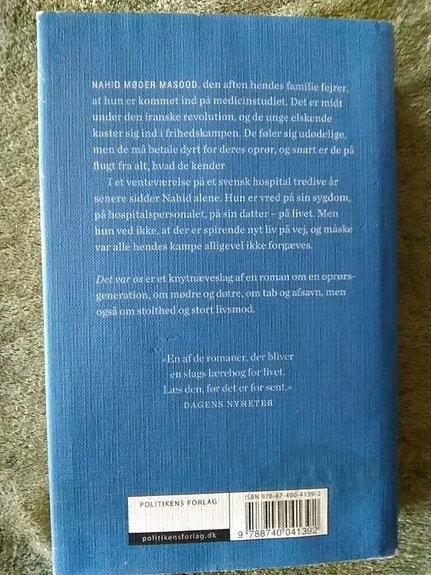 NAHID MØDER MASOOD, den aften hendes familie fejrer,
at hun er kommet ind på medicinstudiet. Det er midt
under den iranske revolution, og de unge elskende
kaster sig ind i frihedskampen. De føler sig udødelige,
men de må betale dyrt for deres oprør, og snart er de på
flugt fra alt, hvad de kender
I et venteværelse på et svensk hospital tredive år
senere sidder Nahid alene. Hun er vred på sin sygdom,
på hospitalspersonalet, på sin datter – på livet. Men
hun ved ikke, at der er spirende nyt liv på vej, og måske
var alle hendes kampe alligevel ikke forgæves.
Det var os er et knytnæveslag af en roman om en oprørs-
generation, om mødre og døtre, om tab og afsavn, men
også om stolthed og stort livsmod.
»En af de romaner, der bliver
en slags lærebog for livet.
Læs den, før det er for sent.«
DAGENS NYHETER
POLITIKENS FORLAG
politikensforlag.dk
ISBN 978-87-400-4139-2
9 788740 041392